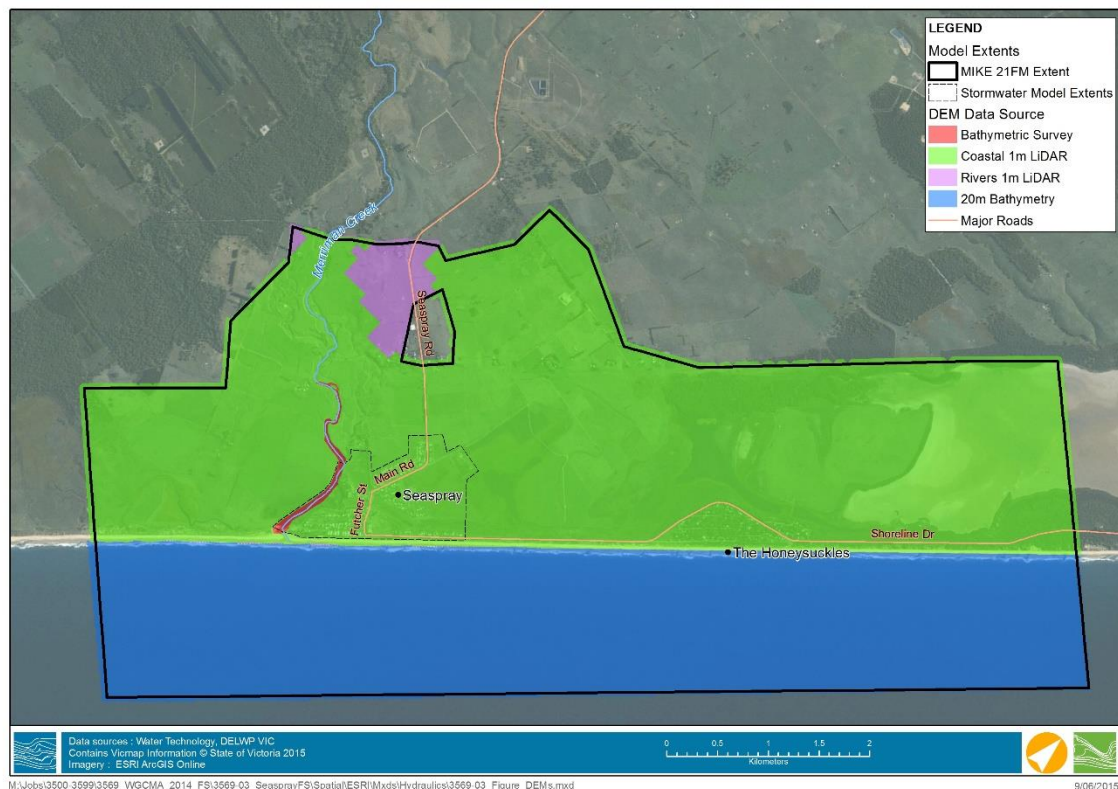 LEGEND
Model Extents
MIKE 21FM Extent
Stormwater Model Extents
DEM Data Source
Bathymetric Survey
Coastal 1m LiDAR
Rivers 1m LiDAR
20m Bathymetry
Major Roads
Merriman Creek
Seaspray Rd
Main Rd
Futcher St
Seaspray
Shoreline Dr
The Honeysuckles
Data sources : Water Technology, DELWP VIC
Contains Vicmap Information © State of Victoria 2015
Imagery : ESRI ArcGIS Online
0 0.5 1 1.5 2
Kilometers
M:\Jobs\3500-3599\3569_WGCMA_2014_FS\3569-03_SeasprayFS\Spatial\ESRI\Mxds\Hydraulics\3569-03_Figure_DEMs.mxd
9/06/2015